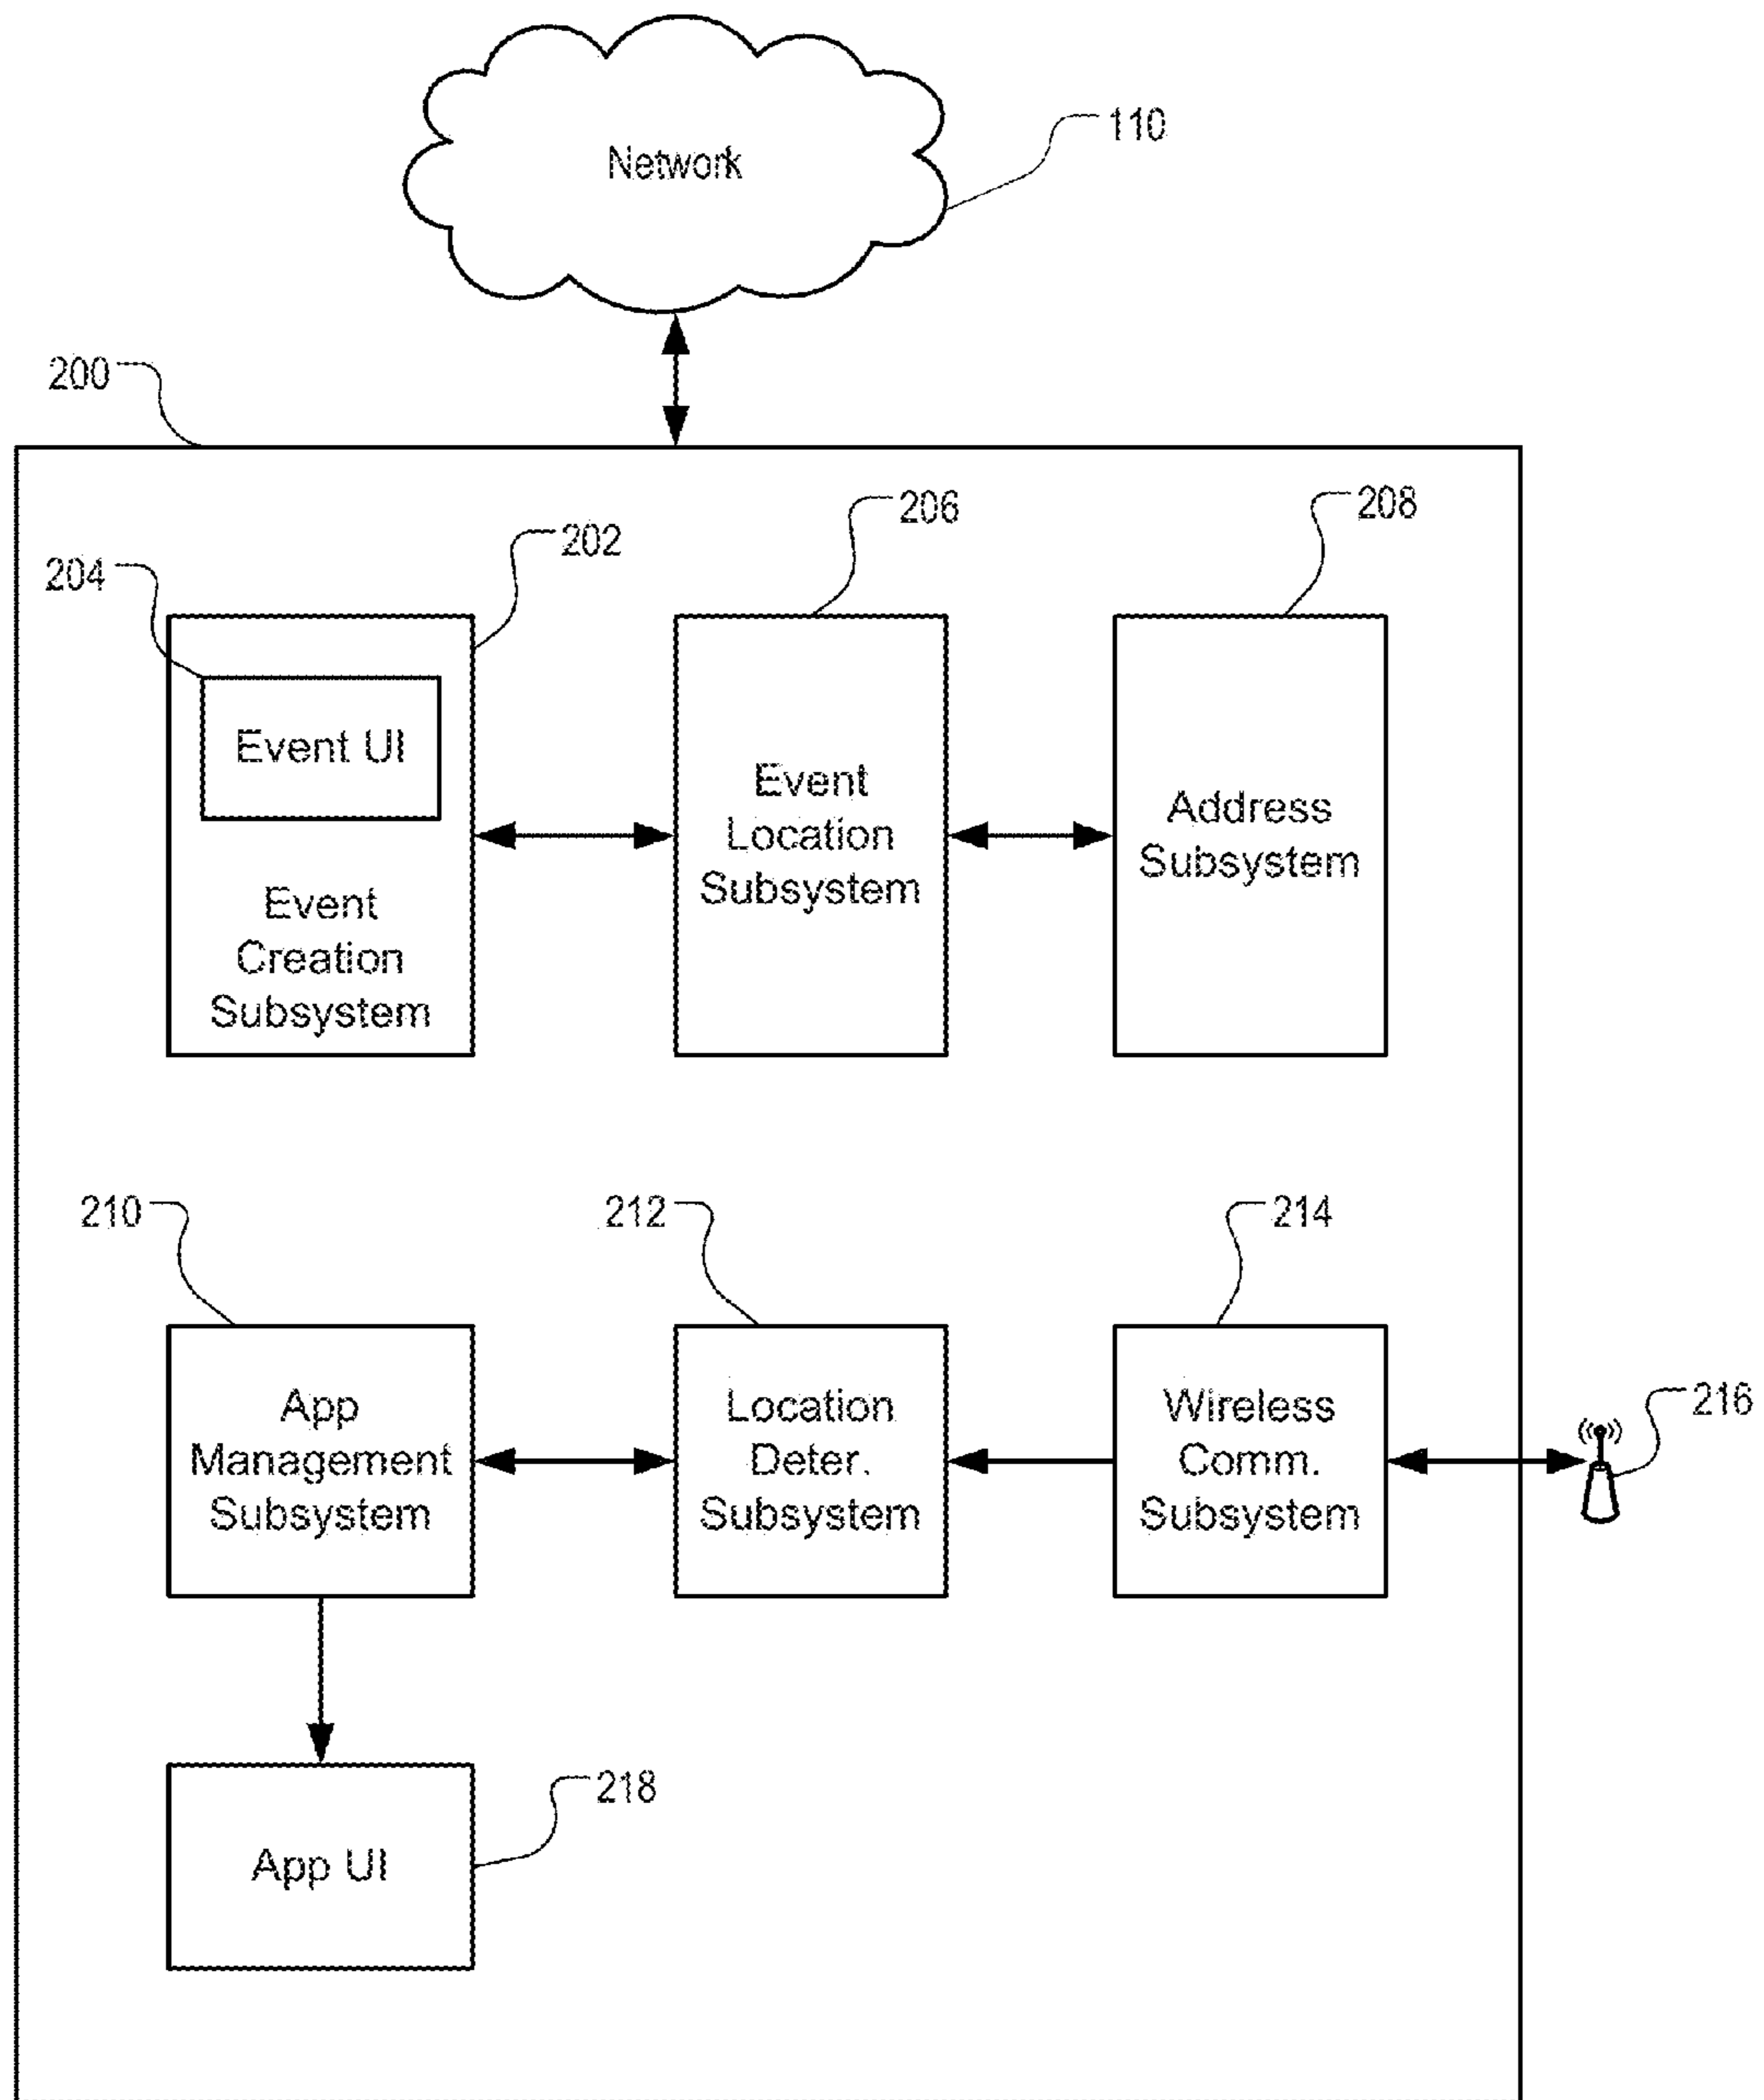 110
Network
200
206
208
202
204
Event UI
Event
Location
Subsystem
Address
Subsystem
Event
Creation
Subsystem
210
212
214
216
App
Management
Subsystem
Location
Deter.
Subsystem
Wireless
Comm.
Subsystem
218
App UI